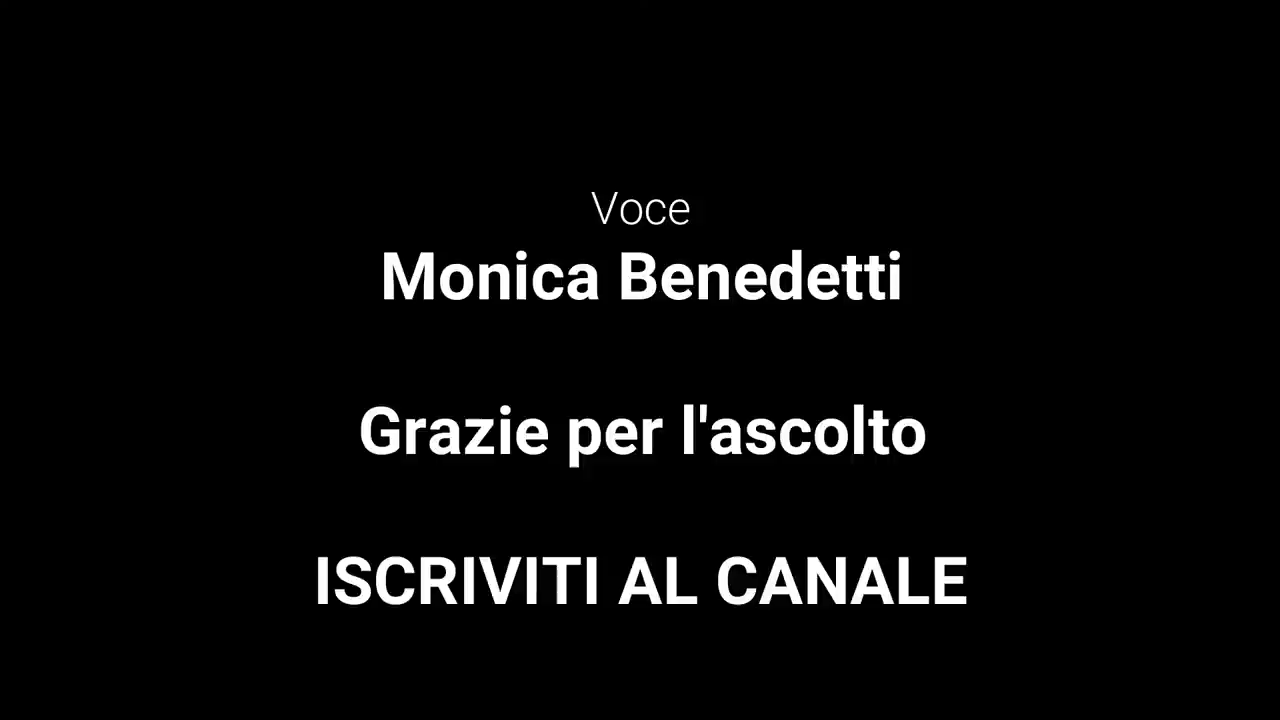 Voce
Monica Benedetti
Grazie per l'ascolto
ISCRIVITI AL CANALE